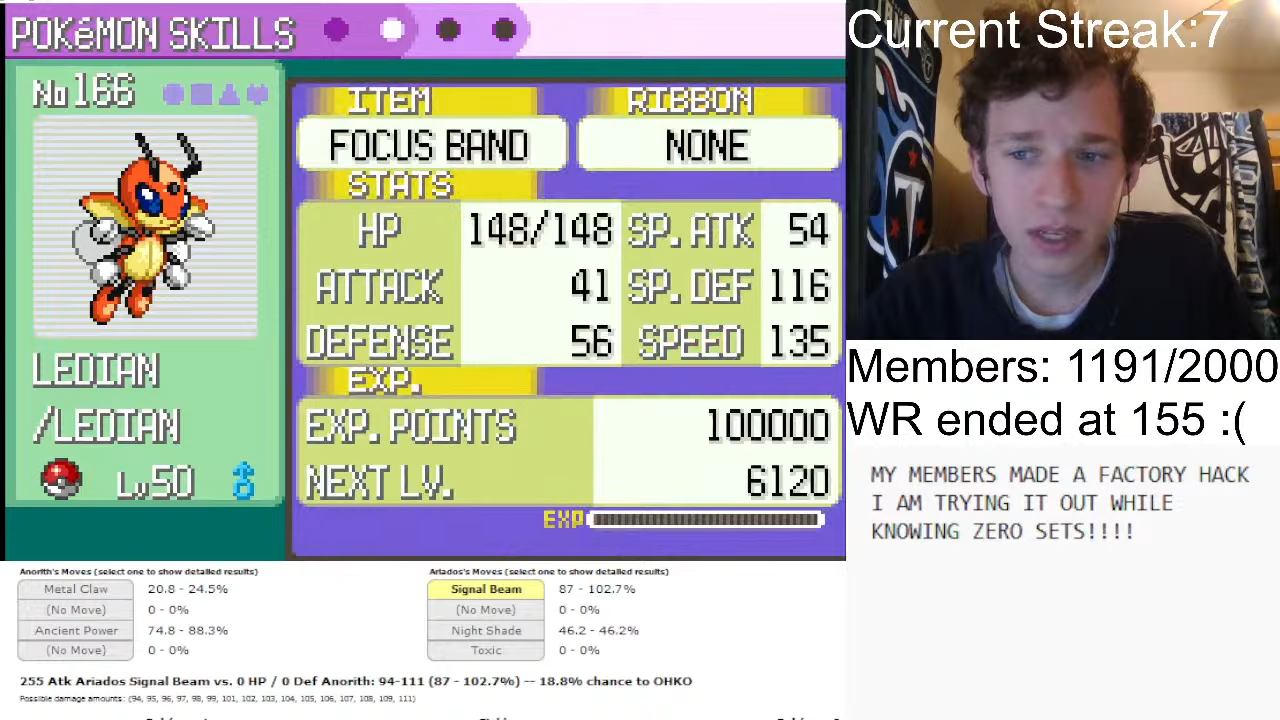 POKéMON SKILLS
Current Streak:7
No166
ITEM
RIBBON
FOCUS BAND
NONE
STATS
HP 148/148 SP. ATK 54
ATTACK 41 SP. DEF 116
DEFENSE 56 SPEED 135
LEDIAN
/LEDIAN
Lv50
EXP.
EXP. POINTS 100000
NEXT LV. 6120
EXP
Members: 1191/2000
WR ended at 155 :(
MY MEMBERS MADE A FACTORY HACK
I AM TRYING IT OUT WHILE
KNOWING ZERO SETS!!!!
Anorith's Moves (select one to show detailed results)
Metal Claw 20.8 - 24.5%
(No Move) 0 - 0%
Ancient Power 74.8 - 88.3%
(No Move) 0 - 0%
Ariados's Moves (select one to show detailed results)
Signal Beam 87 - 102.7%
(No Move) 0 - 0%
Night Shade 46.2 - 46.2%
Toxic 0 - 0%
255 Atk Ariados Signal Beam vs. 0 HP / 0 Def Anorith: 94-111 (87 - 102.7%) -- 18.8% chance to OHKO
Possible damage amounts: (94, 95, 96, 97, 98, 99, 101, 102, 103, 104, 105, 106, 107, 108, 109, 111)